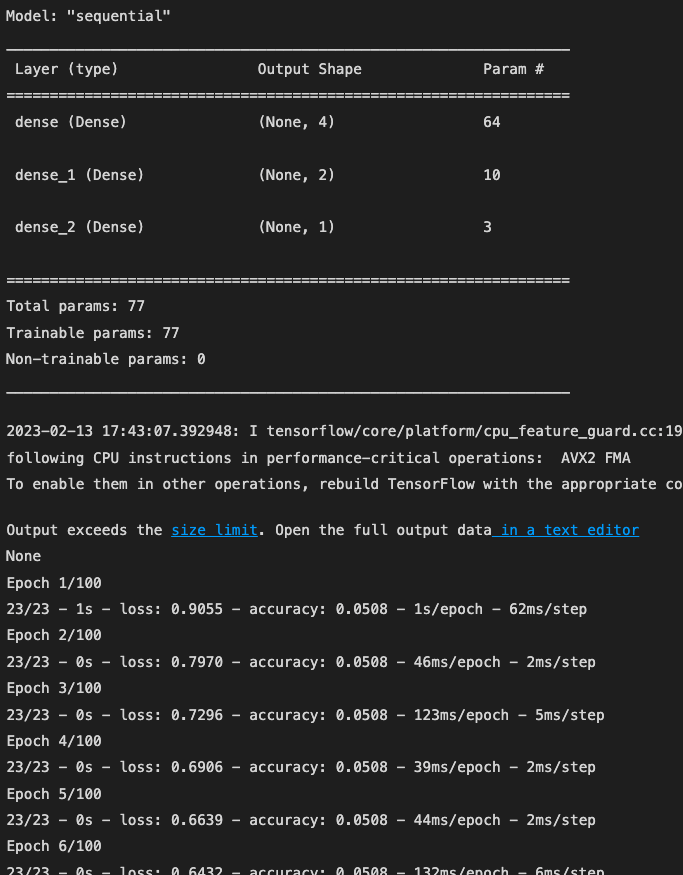 Model: "sequential"
Layer (type) Output Shape Param #
dense (Dense) (None, 4) 64
dense_1 (Dense) (None, 2) 10
dense_2 (Dense) (None, 1) 3
Total params: 77
Trainable params: 77
Non-trainable params: 0
2023-02-13 17:43:07.392948: I tensorflow/core/platform/cpu_feature_guard.cc:19
following CPU instructions in performance-critical operations:  AVX2 FMA
To enable them in other operations, rebuild TensorFlow with the appropriate co
Output exceeds the size limit. Open the full output data in a text editor
None
Epoch 1/100
23/23 - 1s - loss: 0.9055 - accuracy: 0.0508 - 1s/epoch - 62ms/step
Epoch 2/100
23/23 - 0s - loss: 0.7970 - accuracy: 0.0508 - 46ms/epoch - 2ms/step
Epoch 3/100
23/23 - 0s - loss: 0.7296 - accuracy: 0.0508 - 123ms/epoch - 5ms/step
Epoch 4/100
23/23 - 0s - loss: 0.6906 - accuracy: 0.0508 - 39ms/epoch - 2ms/step
Epoch 5/100
23/23 - 0s - loss: 0.6639 - accuracy: 0.0508 - 44ms/epoch - 2ms/step
Epoch 6/100
23/23 - 0s - loss: 0.6432 - accuracy: 0.0508 - 132ms/epoch - 6ms/step